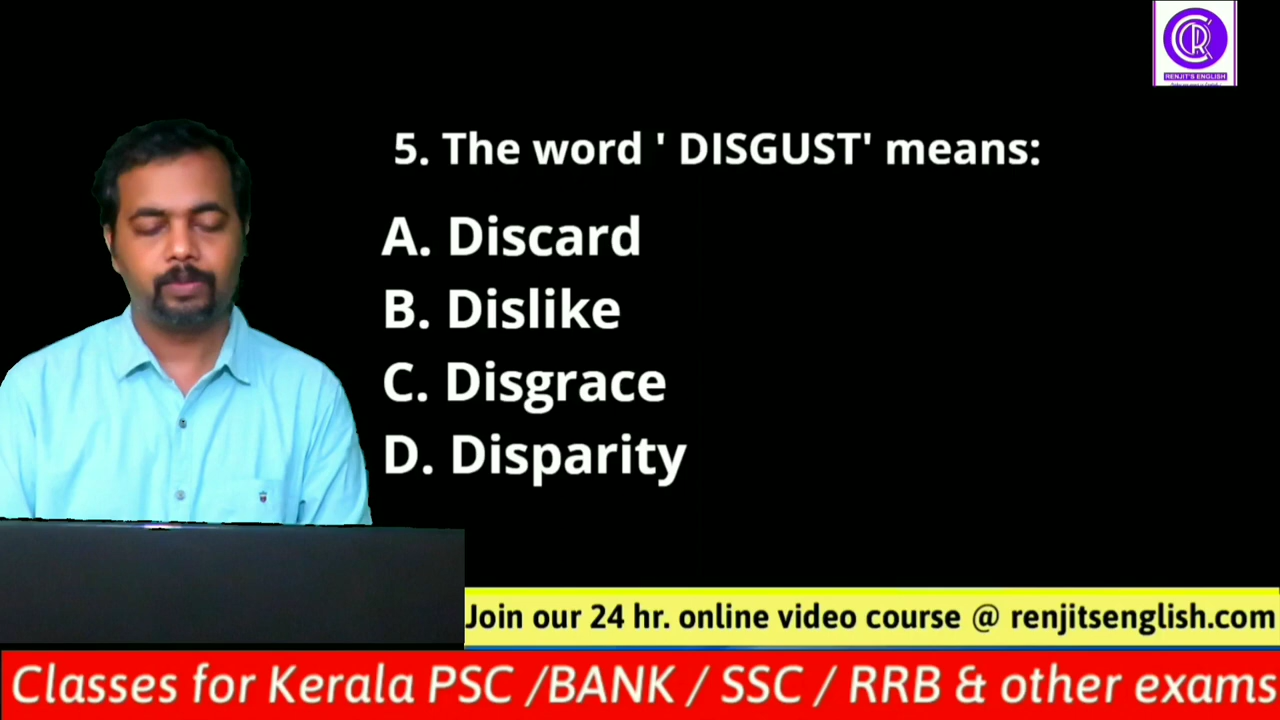 RENJIT'S ENGLISH
5. The word ' DISGUST' means:
A. Discard
B. Dislike
C. Disgrace
D. Disparity
Join our 24 hr. online video course @ renjitsenglish.com
Classes for Kerala PSC /BANK / SSC / RRB & other exams